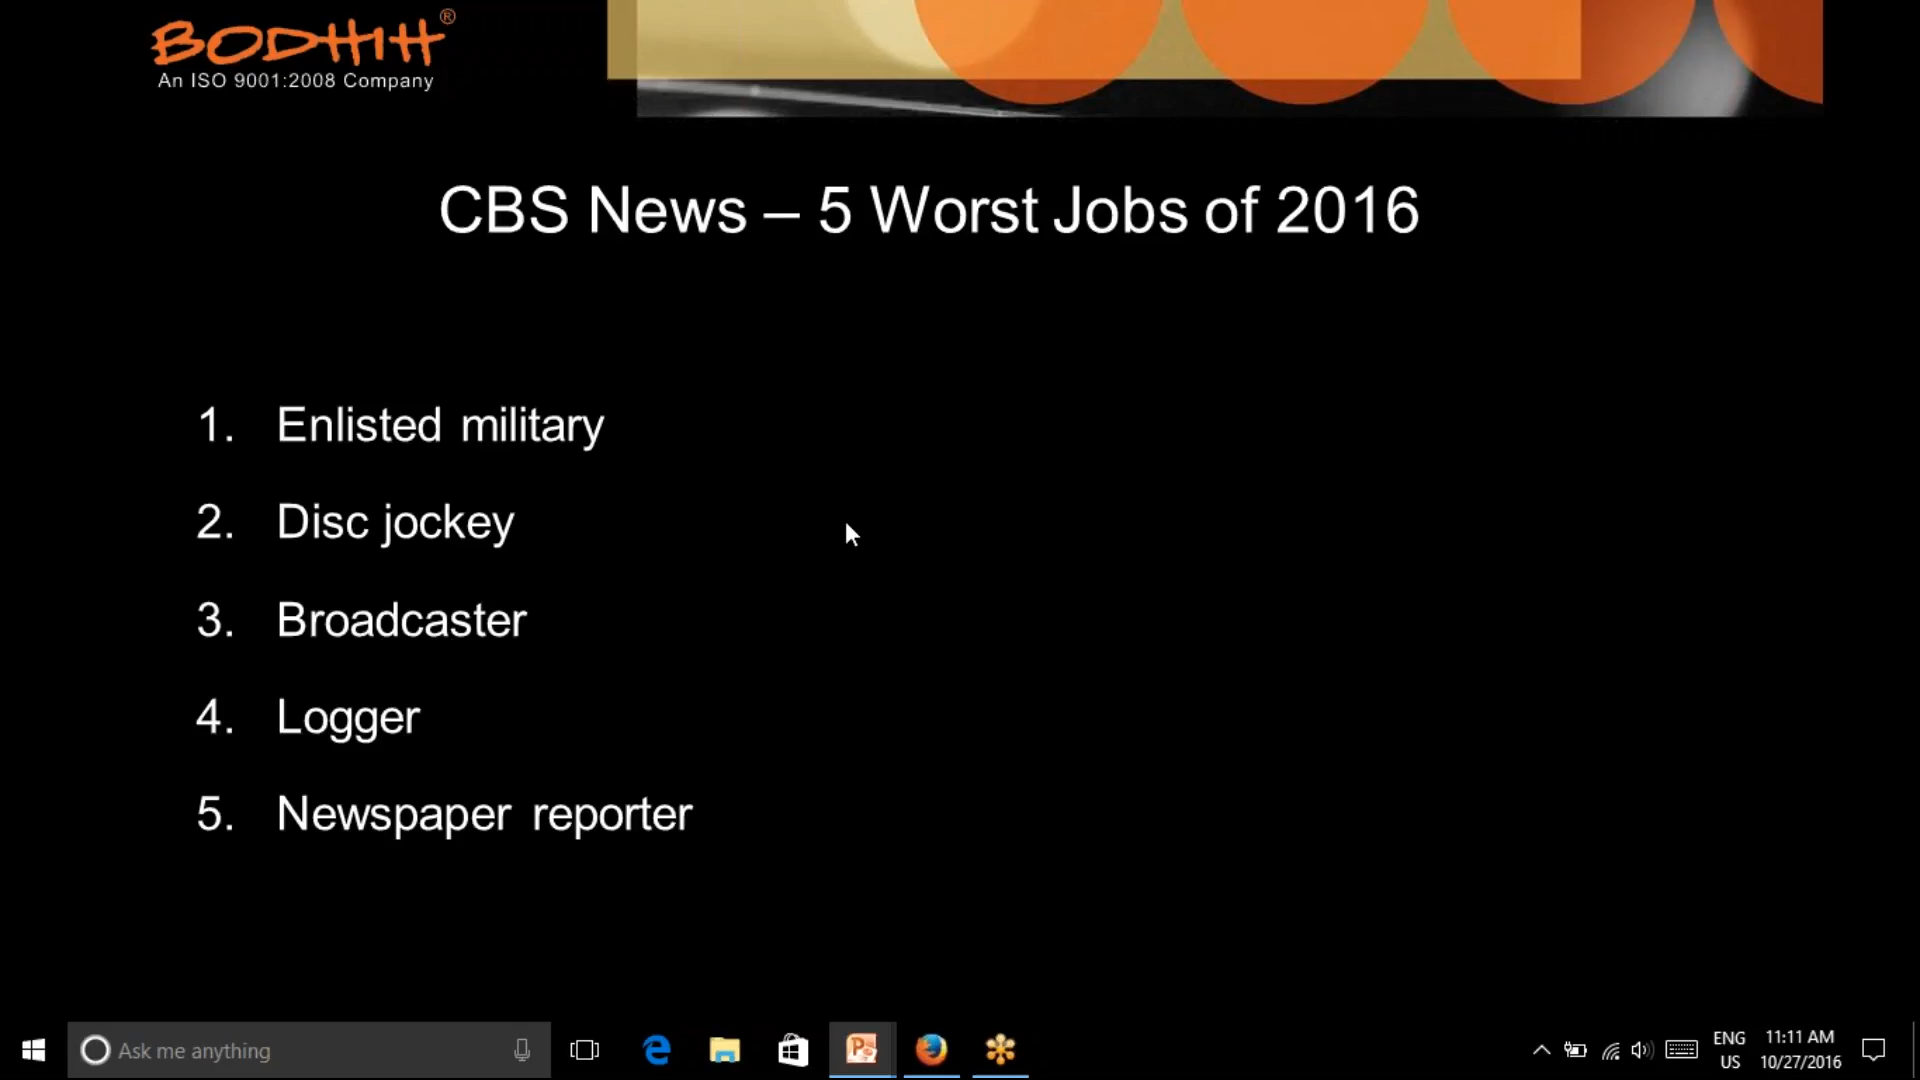 BODHIH®
An ISO 9001:2008 Company
CBS News – 5 Worst Jobs of 2016
1. Enlisted military
2. Disc jockey
3. Broadcaster
4. Logger
5. Newspaper reporter
Ask me anything
ENG
US
11:11 AM
10/27/2016